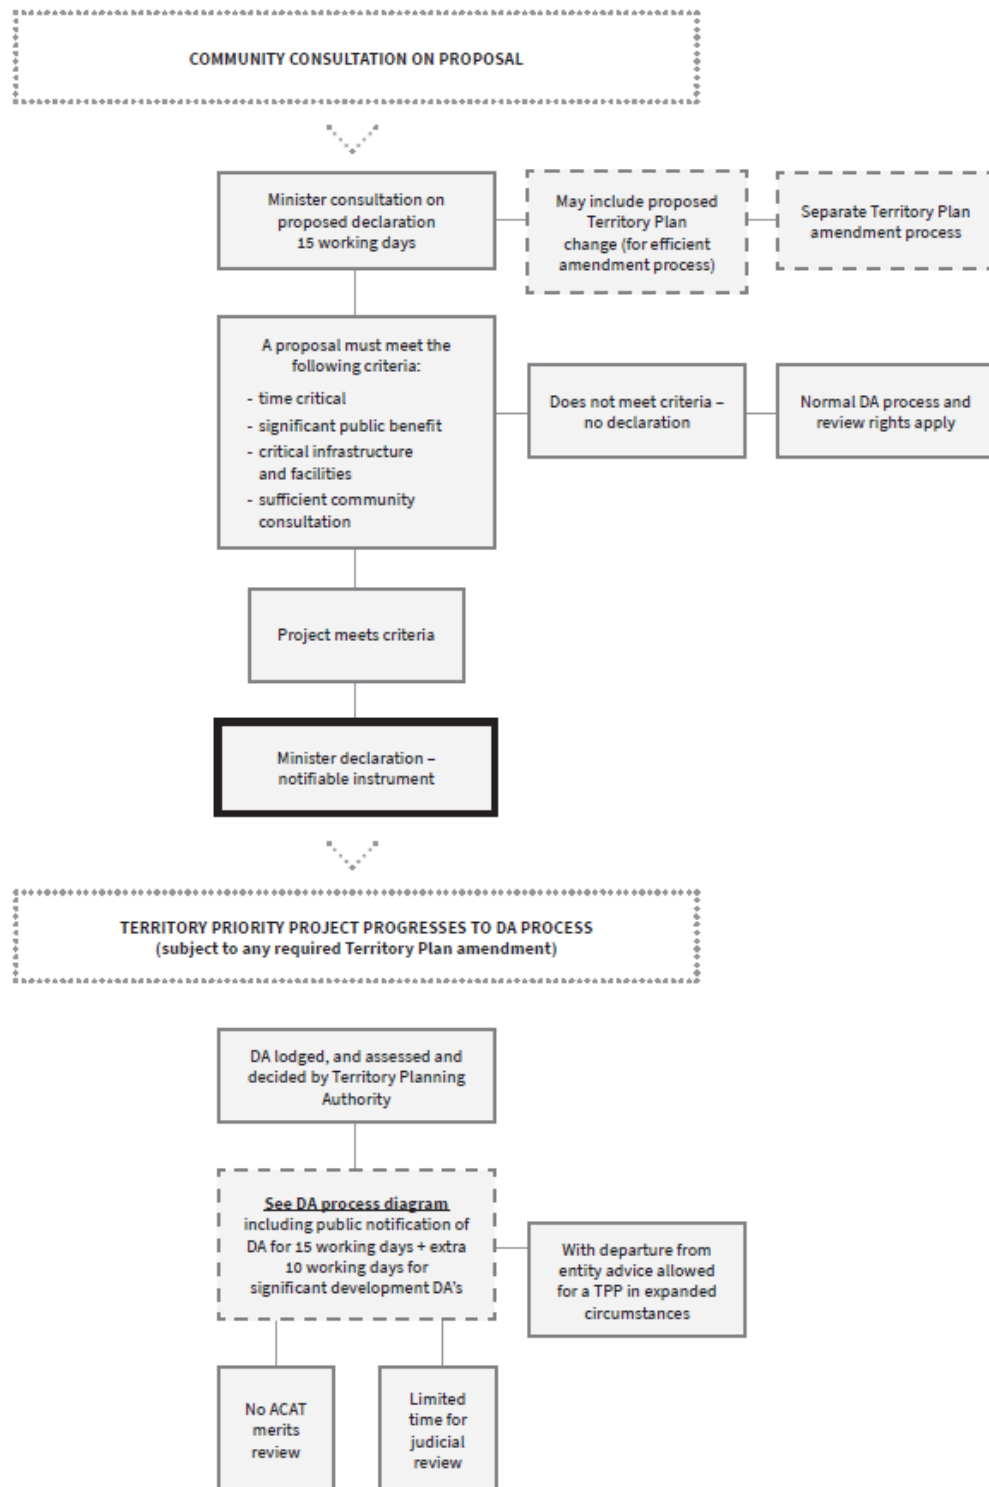 COMMUNITY CONSULTATION ON PROPOSAL
Minister consultation on
proposed declaration
15 working days
May include proposed
Territory Plan
change (for efficient
amendment process)
Separate Territory Plan
amendment process
A proposal must meet the
following criteria:
- time critical
- significant public benefit
- critical infrastructure
and facilities
- sufficient community
consultation
Does not meet criteria –
no declaration
Normal DA process and
review rights apply
Project meets criteria
Minister declaration –
notifiable instrument
TERRITORY PRIORITY PROJECT PROGRESSES TO DA PROCESS
(subject to any required Territory Plan amendment)
DA lodged, and assessed and
decided by Territory Planning
Authority
See DA process diagram
including public notification of
DA for 15 working days + extra
10 working days for
significant development DA's
With departure from
entity advice allowed
for a TPP in expanded
circumstances
No ACAT
merits
review
Limited
time for
judicial
review